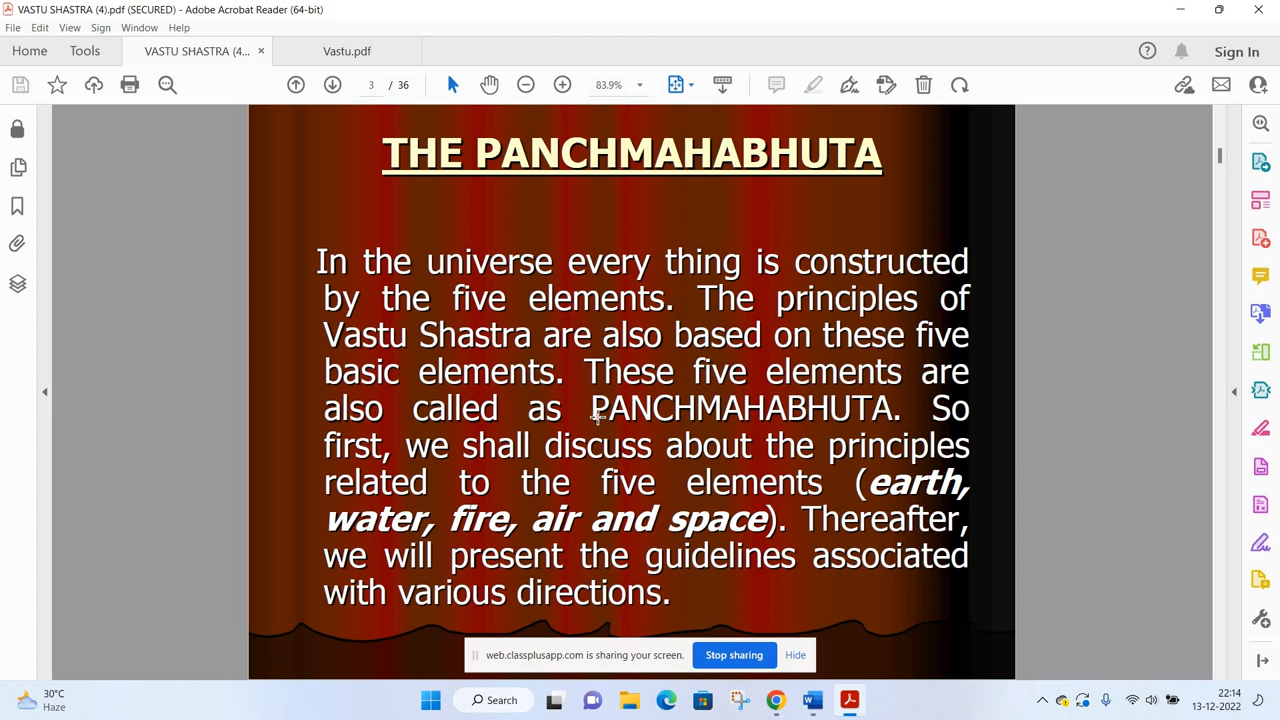 VASTU SHASTRA (4).pdf (SECURED) - Adobe Acrobat Reader (64-bit)
File Edit View Sign Window Help
Home Tools VASTU SHASTRA (4... × Vastu.pdf Sign In
3 / 36 83.9%
THE PANCHMAHABHUTA
In the universe every thing is constructed
by the five elements. The principles of
Vastu Shastra are also based on these five
basic elements. These five elements are
also called as PANCHMAHABHUTA. So
first, we shall discuss about the principles
related to the five elements (earth,
water, fire, air and space). Thereafter,
we will present the guidelines associated
with various directions.
web.classplusapp.com is sharing your screen. Stop sharing Hide
30°C
Haze
Search
22:14
13-12-2022